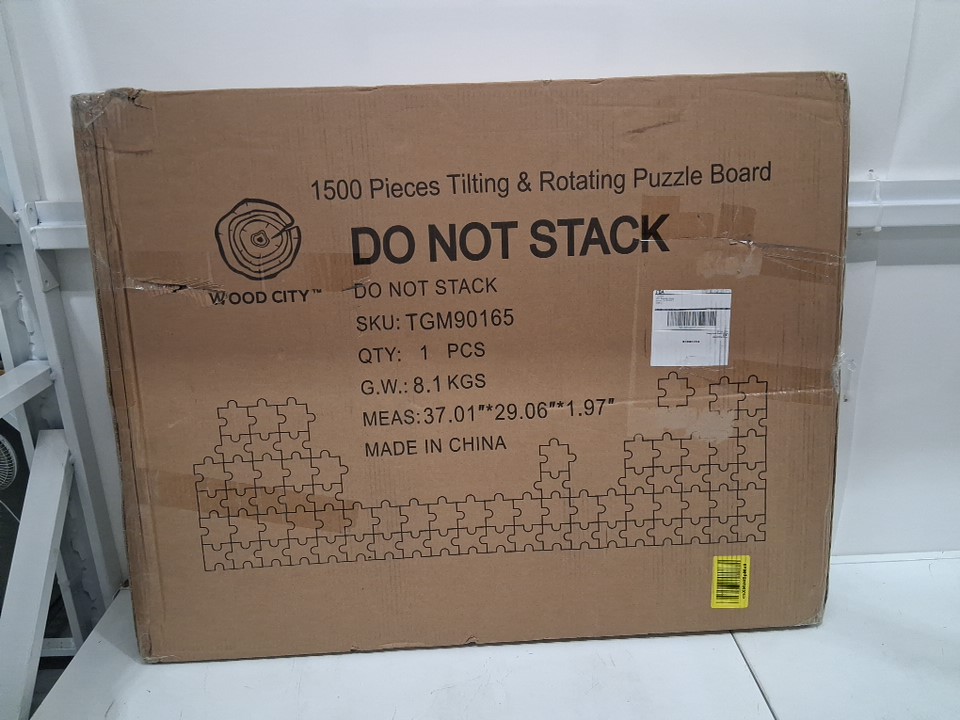 1500 Pieces Tilting & Rotating Puzzle Board
DO NOT STACK
WOOD CITY™
DO NOT STACK
SKU: TGM90165
QTY: 1 PCS
G.W.: 8.1 KGS
MEAS: 37.01″*29.06″*1.97″
MADE IN CHINA